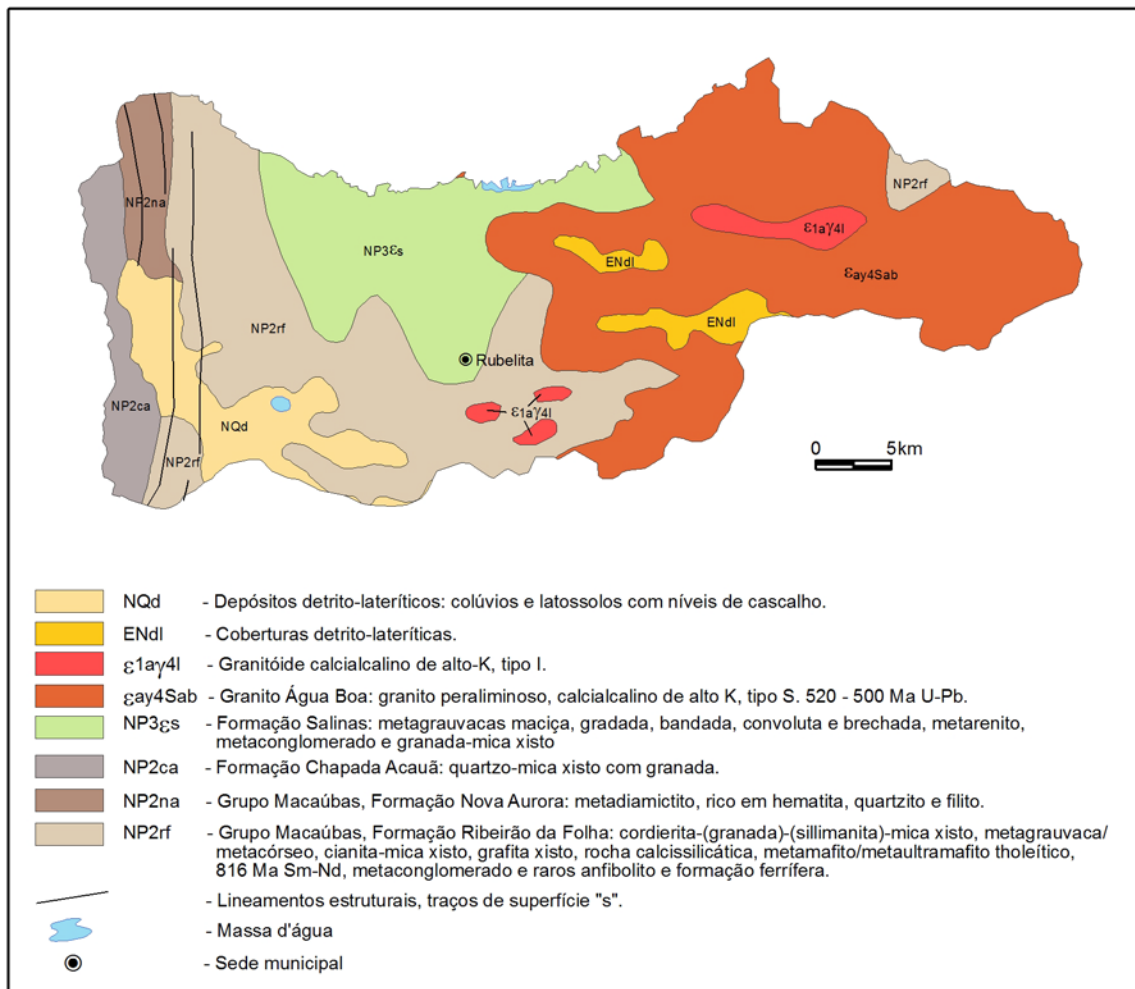 NP2na
NP2rf
NP3εs
ε1aγ4l
ENdl
εay4Sab
NP2rf
ENdl
Rubelita
NP2ca
NQd
ε1aγ4l
NP2rf
0 5km
NQd - Depósitos detrito-lateríticos: colúvios e latossolos com níveis de cascalho.
ENdl - Coberturas detrito-lateríticas.
ε1aγ4l - Granitóide calcialcalino de alto-K, tipo I.
εay4Sab - Granito Água Boa: granito peraliminoso, calcialcalino de alto K, tipo S. 520 - 500 Ma U-Pb.
NP3εs - Formação Salinas: metagrauvacas maciça, gradada, bandada, convoluta e brechada, metarenito,
metaconglomerado e granada-mica xisto
NP2ca - Formação Chapada Acauã: quartzo-mica xisto com granada.
NP2na - Grupo Macaúbas, Formação Nova Aurora: metadiamictito, rico em hematita, quartzito e filito.
NP2rf - Grupo Macaúbas, Formação Ribeirão da Folha: cordierita-(granada)-(sillimanita)-mica xisto, metagrauvaca/
metacórseo, cianita-mica xisto, grafita xisto, rocha calcissilicática, metamafito/metaultramafito tholeítico,
816 Ma Sm-Nd, metaconglomerado e raros anfibolito e formação ferrífera.
- Lineamentos estruturais, traços de superfície "s".
- Massa d'água
- Sede municipal